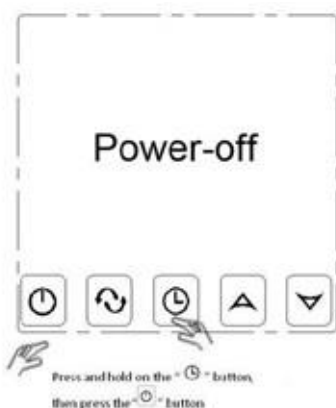 Power-off
Press and hold on the " " button,
then press the " " button